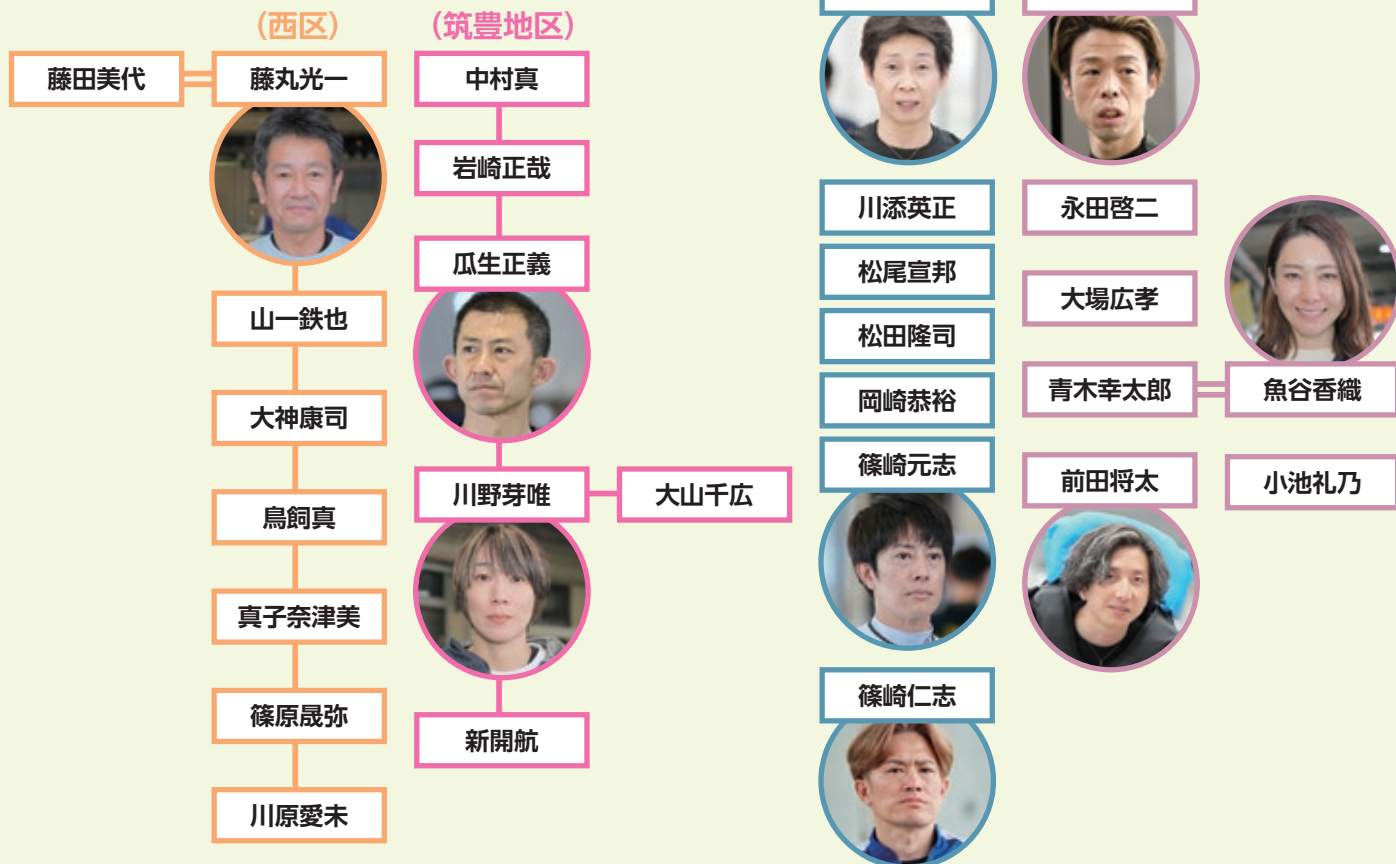 (西区)
藤田美代
藤丸光一
山一鉄也
大神康司
鳥飼真
真子奈津美
篠原晟弥
川原愛未
(筑豊地区)
中村真
岩崎正哉
瓜生正義
川野芽唯
大山千広
新開航
川添英正
松尾宣邦
松田隆司
岡崎恭裕
篠崎元志
篠崎仁志
永田啓二
大場広孝
青木幸太郎
魚谷香織
前田将太
小池礼乃